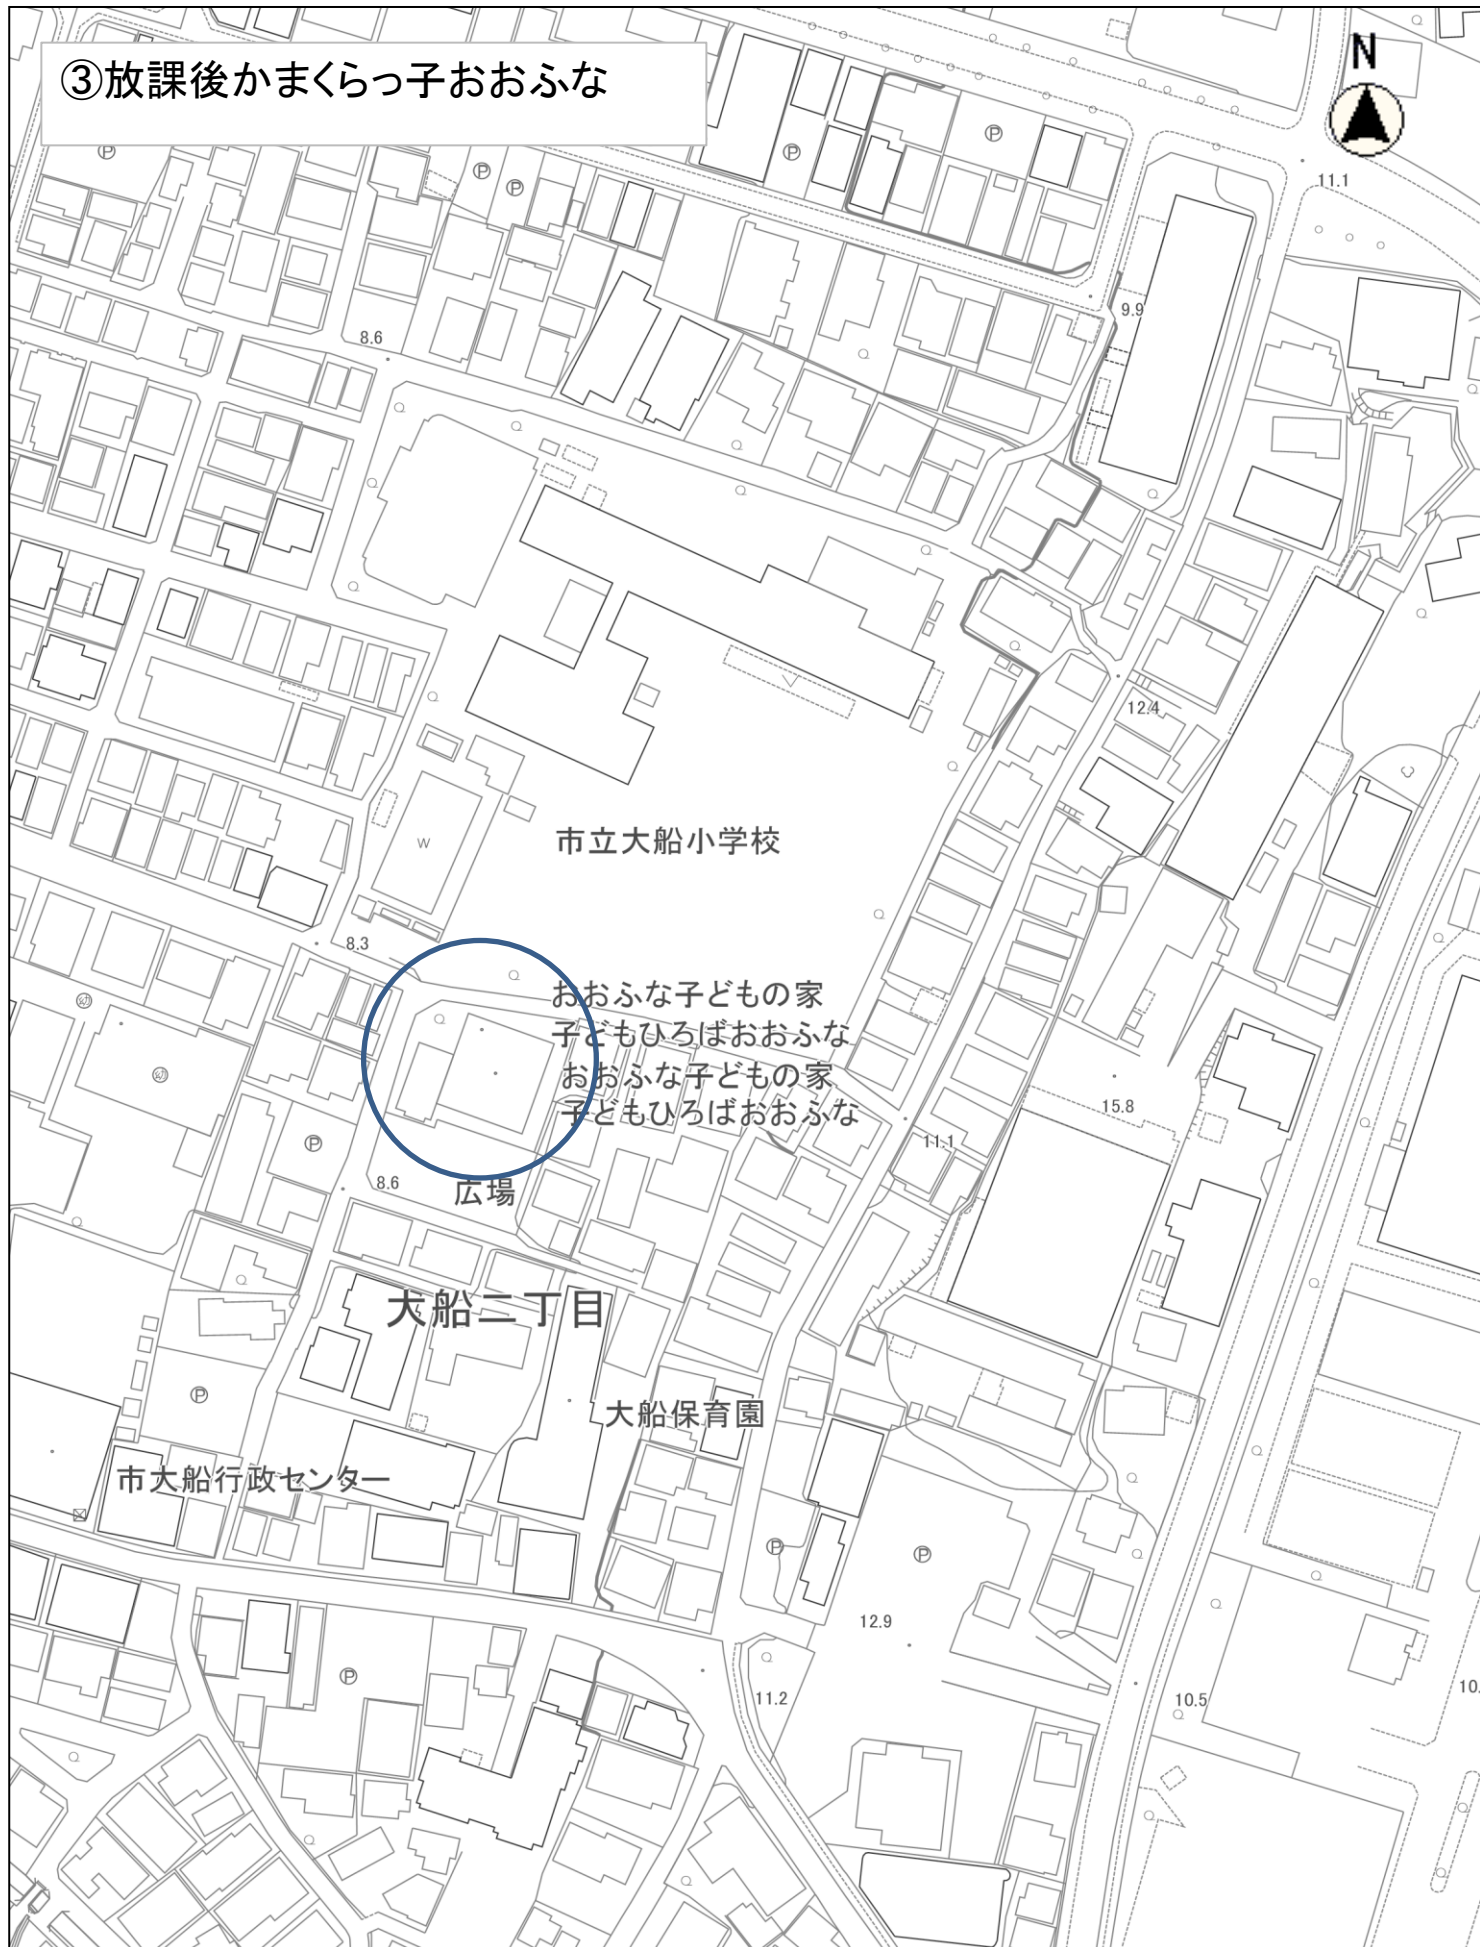 ③放課後かまくらっ子おおふな
N
Ⓟ
Ⓟ
Ⓟ
Ⓟ
Ⓟ
11.1
9.9
8.6
12.4
市立大船小学校
W
8.3
おおふな子どもの家
子どもひろばおおふな
おおふな子どもの家
子どもひろばおおふな
幼
幼
15.8
11.1
Ⓟ
8.6
広場
大船二丁目
Ⓟ
大船保育園
市大船行政センター
Ⓟ
Ⓟ
12.9
Ⓟ
11.2
10.5
10.